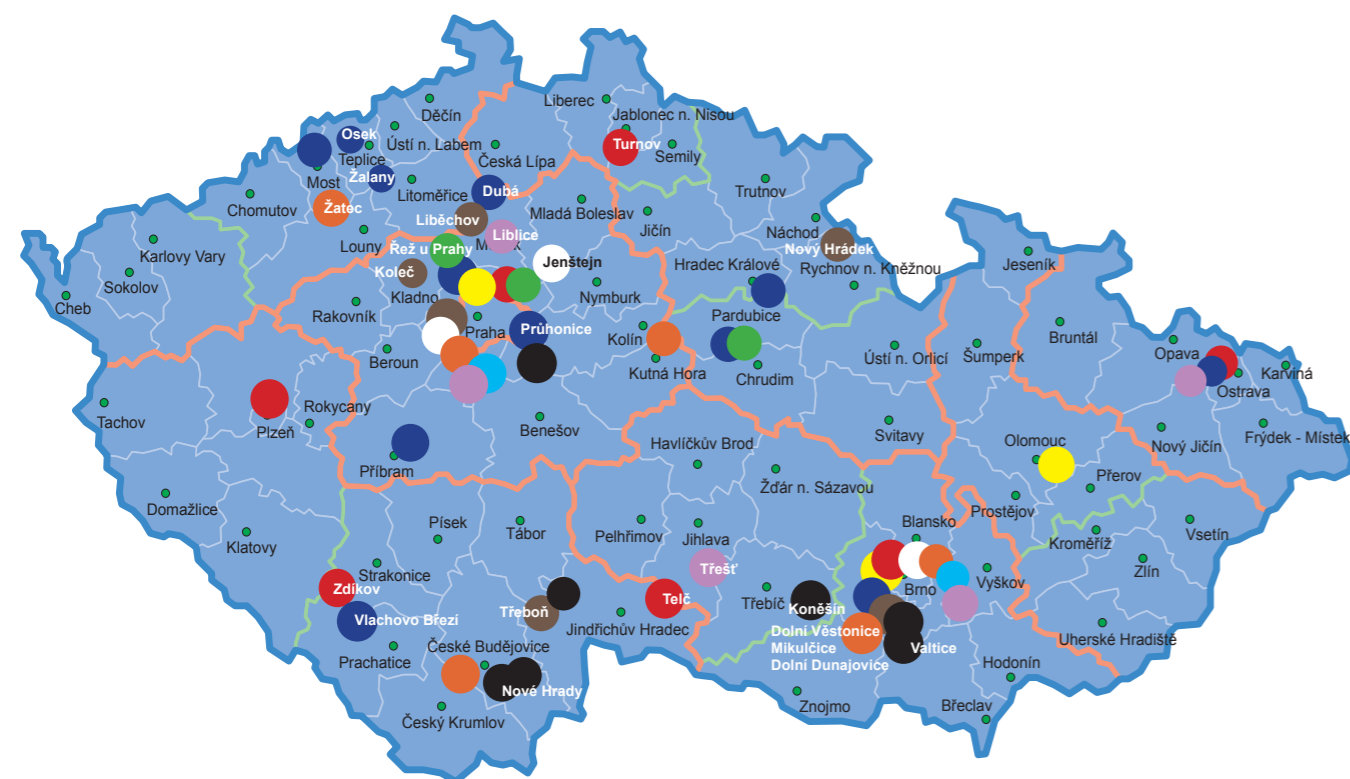 Liberec
Děčín
Jablonec n. Nisou
Osek
Ústí n. Labem
Turnov
Semily
Teplice
Česká Lípa
Most
Žalany
Trutnov
Chomutov
Litoměřice
Dubá
Žatec
Mladá Boleslav
Jičín
Liběchov
Náchod
Louny
Liblice
Řež u Prahy
Nový Hrádek
Karlovy Vary
Jenštejn
Hradec Králové
Rychnov n. Kněžnou
Jeseník
Koleč
Sokolov
Kladno
Nymburk
Cheb
Rakovník
Pardubice
Praha
Průhonice
Kolín
Bruntál
Šumperk
Opava
Beroun
Ústí n. Orlicí
Kutná Hora
Chrudim
Karviná
Ostrava
Rokycany
Tachov
Plzeň
Benešov
Svitavy
Nový Jičín
Frýdek - Místek
Havlíčkův Brod
Olomouc
Příbram
Přerov
Žďár n. Sázavou
Domažlice
Písek
Tábor
Prostějov
Blansko
Vsetín
Klatovy
Pelhřimov
Jihlava
Kroměříž
Třešť
Strakonice
Zlín
Vyškov
Zdíkov
Brno
Třebíč
Telč
Koněšín
Třeboň
Vlachovo Březí
Jindřichův Hradec
Dolní Věstonice
Mikulčice
Dolní Dunajovice
Valtice
Uherské Hradiště
České Budějovice
Prachatice
Hodonín
Nové Hrady
Znojmo
Břeclav
Český Krumlov